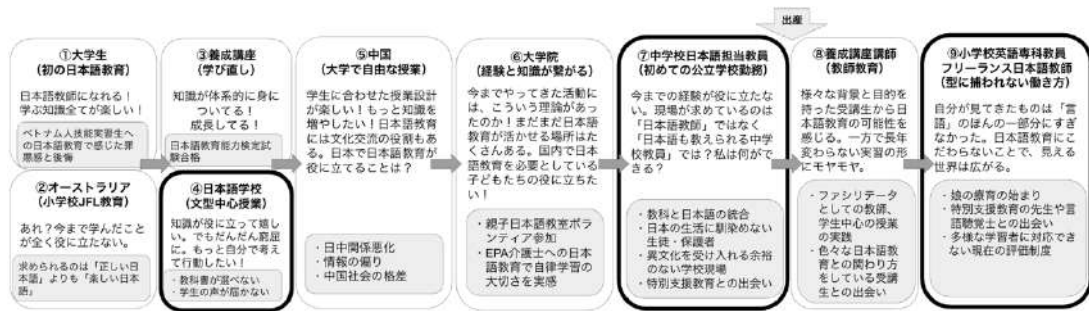 出産
①大学生
(初の日本語教育)
日本語教師になれる！
学ぶ知識全てが楽しい！
ベトナム人技能実習生へ
の日本語教育で感じた罪
悪感と後悔
②オーストラリア
(小学校JFL教育)
あれ？今まで学んだこと
が全く役に立たない。
求められるのは「正しい日
本語」よりも「楽しい日本
語」
③養成講座
(学び直し)
知識が体系的に身に
ついてる！
成長してる！
日本語教育能力検定試
験合格
④日本語学校
(文型中心授業)
知識が役に立って嬉し
い。でもだんだん窮屈
に。もっと自分で考え
て行動したい！
・教科書が選べない
・学生の声が届かない
⑤中国
(大学で自由な授業)
学生に合わせた授業設計
が楽しい！もっと知識を
増やしたい！日本語教育
には文化交流の役割もあ
る。日本で日本語教育が
役に立てることは？
・日中関係悪化
・情報の偏り
・中国社会の格差
⑥大学院
(経験と知識が繋がる)
今までやってきた活動には、
こういう理論があっ
たのか！まだまだ日本語
教育が活かせる場所はた
くさんある。国内で日本
語教育を必要としている
子どもたちの役に立ちた
い！
・親子日本語教室ボラ
ンティア参加
・EPA介護士への日本
語教育で自律学習の
大切さを実感
⑦中学校日本語担当教員
(初めての公立学校勤務)
今までの経験が役に立たな
い。現場が求めているのは
「日本語教師」ではなく
「日本語も教えられる中学
校教員」では？私は何がで
きる？
・教科と日本語の統合
・日本の生活に馴染めない
生徒・保護者
・異文化を受け入れる余裕
のない学校現場
・特別支援教育との出会い
⑧養成講座講師
(教師教育)
様々な背景と目的を
持った受講生から日
本語教育の可能性を
感じる。一方で長年
変わらない実習の形
にモヤモヤ。
・ファシリテータ
としての教師、
学生中心の授業
の実践
・色々な日本語教
育との関わり方
をしている受講
生との出会い
⑨小学校英語専科教員
フリーランス日本語教師
(型に捕われない働き方)
自分が見てきたものは「言
語」のほんの一部分にすぎ
なかった。日本語教育にこ
だわらないことで、見える
世界は広がる。
・娘の療育の始まり
・特別支援教育の先生や言
語聴覚士との出会い
・多様な学習者に対応でき
ない現在の評価制度